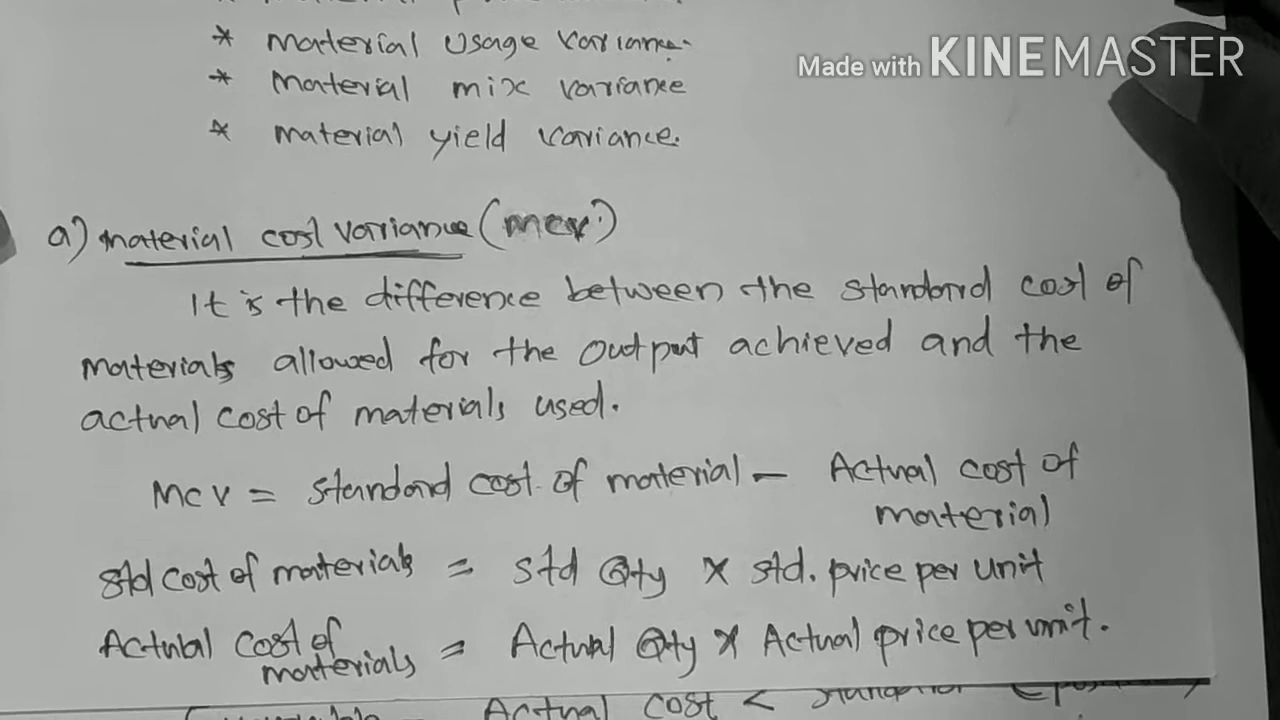 * Material Usage Variance.
* Material mix variance
* material yield variance.
Made with KINEMASTER
a) material cost variance (mcv)
It is the difference between the standard cost of
materials allowed for the output achieved and the
actual cost of materials used.
Mcv = standard cost of material - Actual cost of
material
Std cost of materials = Std Qty x std. price per unit
Actual cost of
materials = Actual Qty x Actual price per unit.
Actual cost <